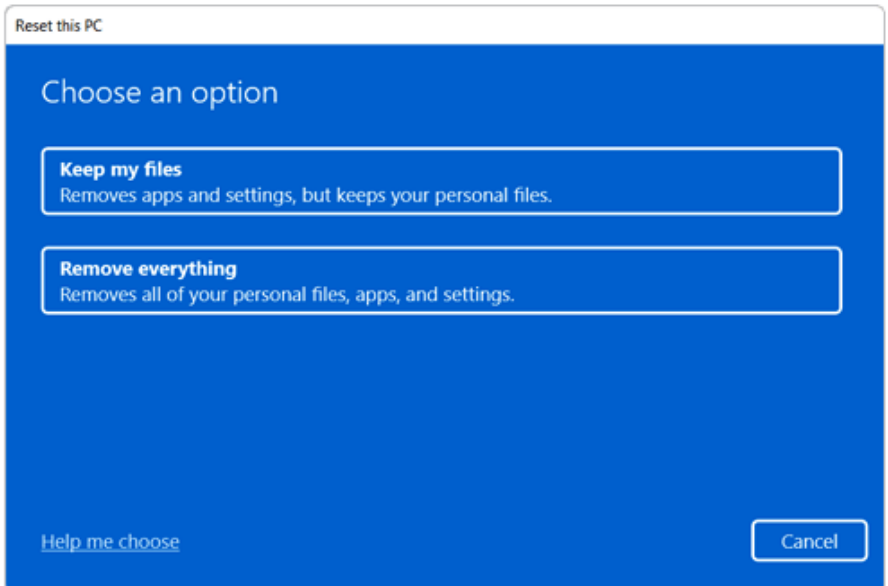 Reset this PC
Choose an option
Keep my files
Removes apps and settings, but keeps your personal files.
Remove everything
Removes all of your personal files, apps, and settings.
Help me choose
Cancel